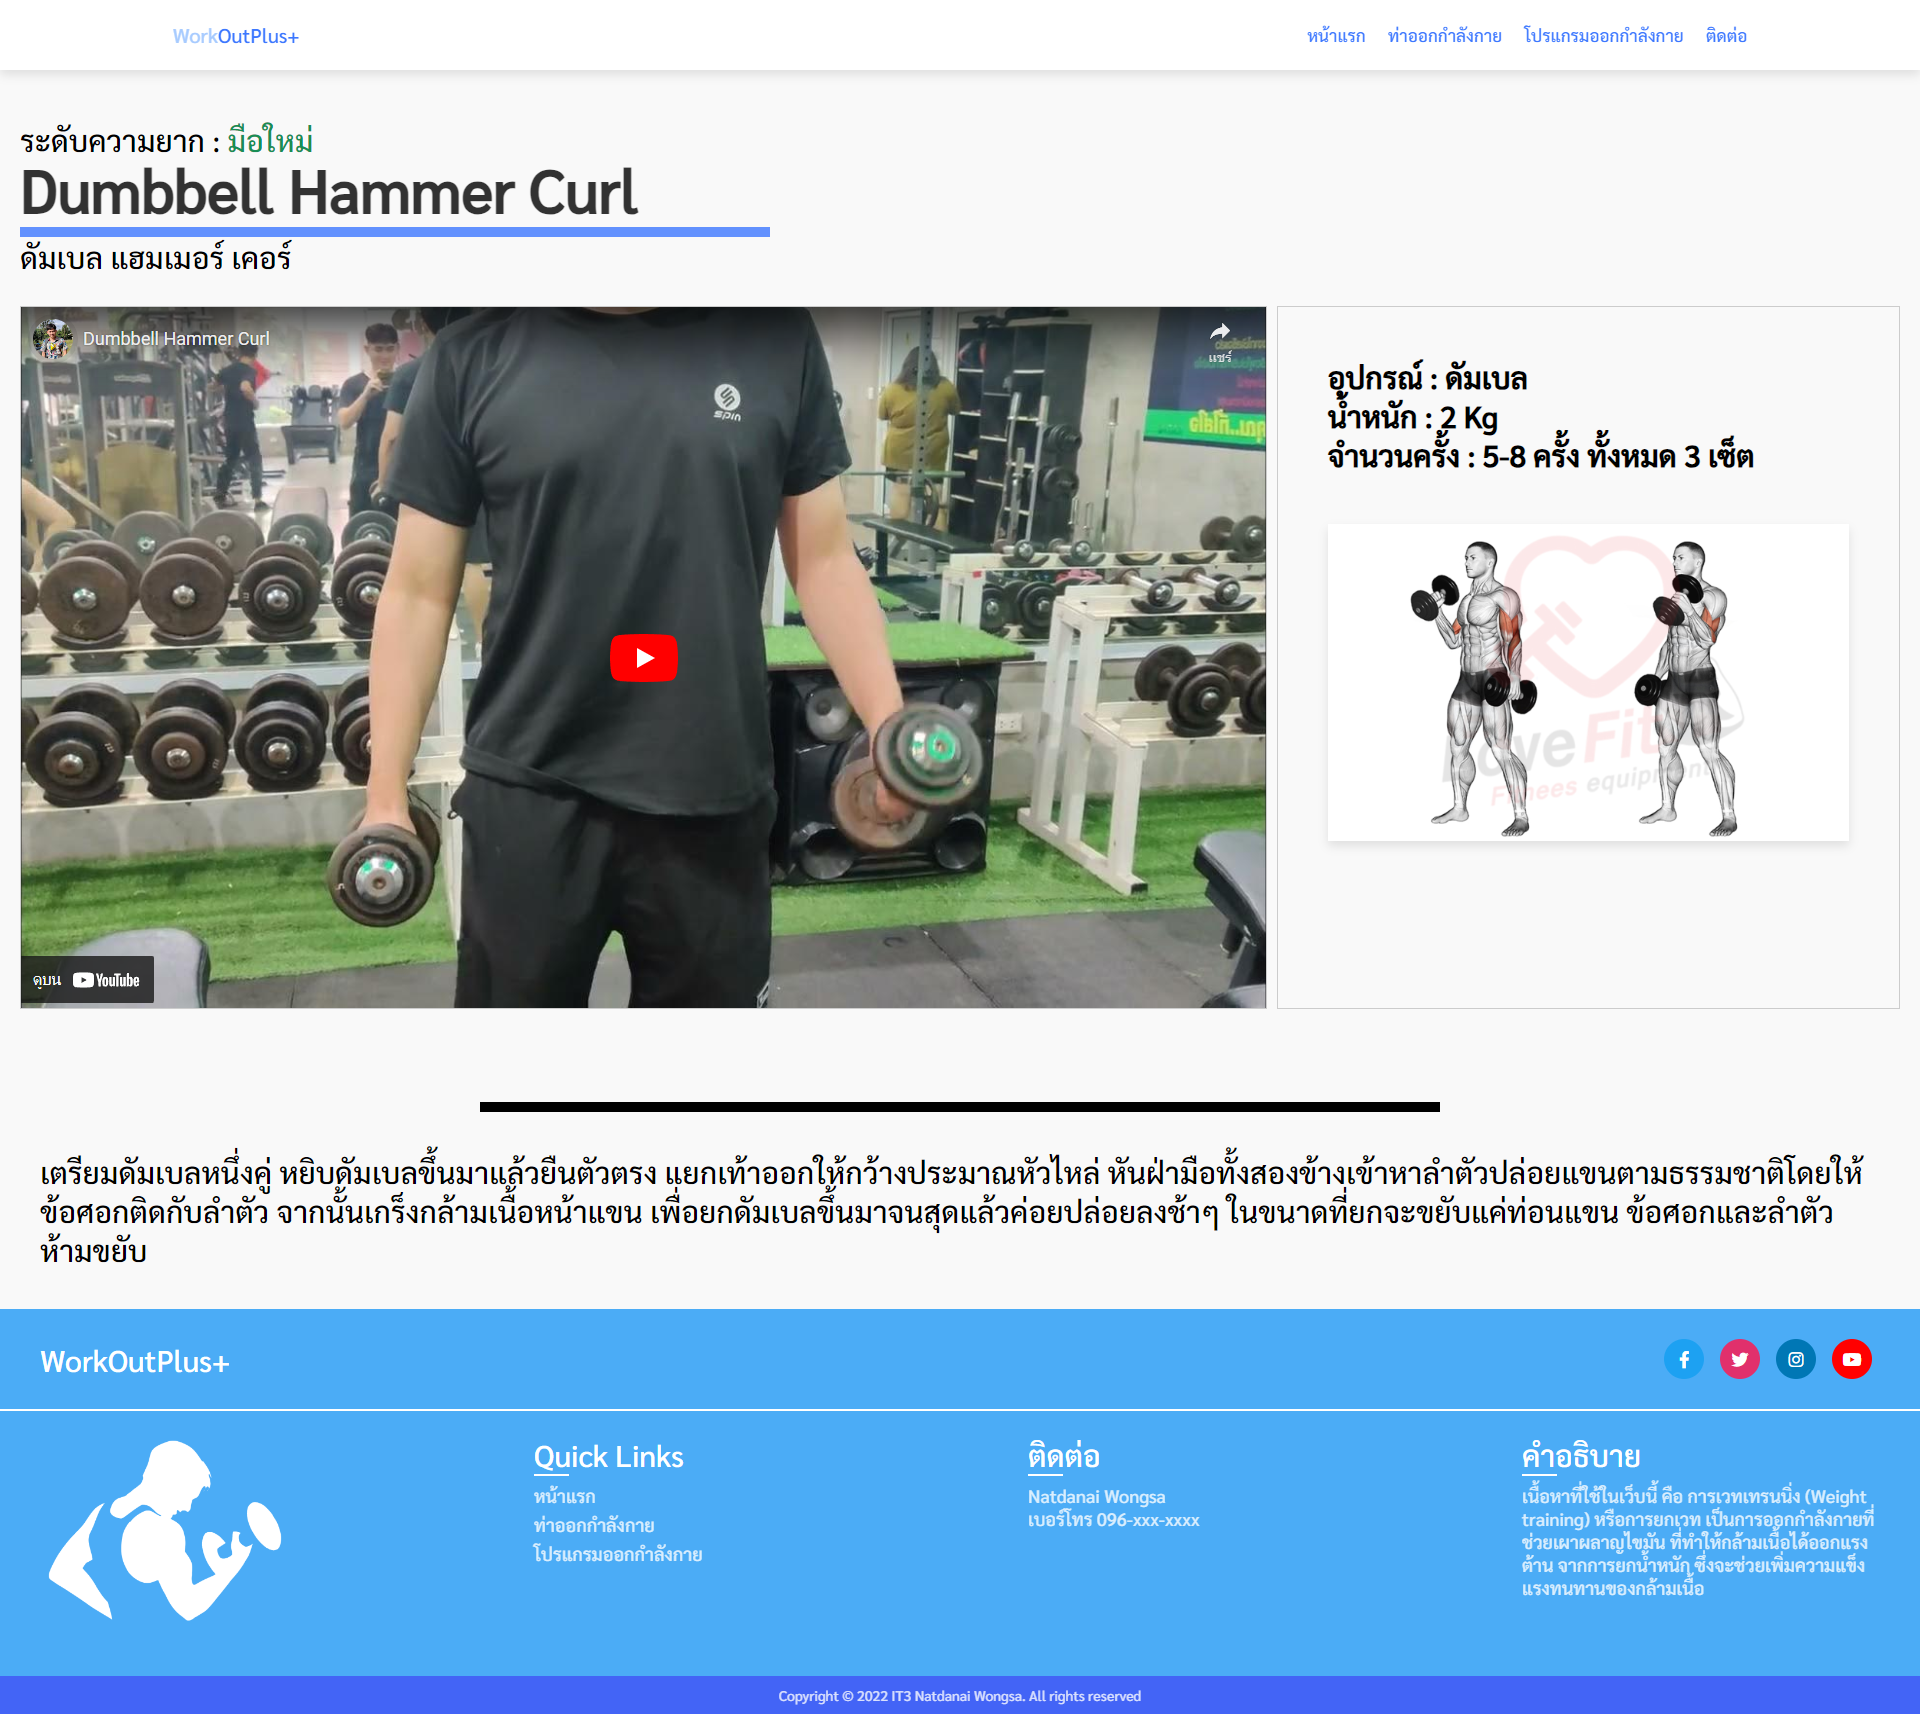 WorkOutPlus+
หน้าแรก ท่าออกกำลังกาย โปรแกรมออกกำลังกาย ติดต่อ
ระดับความยาก : มือใหม่
Dumbbell Hammer Curl
ดัมเบล แฮมเมอร์ เคอร์
Dumbbell Hammer Curl
แชร์
spin
ดูบน YouTube
อุปกรณ์ : ดัมเบล
น้ำหนัก : 2 Kg
จำนวนครั้ง : 5-8 ครั้ง ทั้งหมด 3 เซ็ต
Love Fit
Fitnees equipment
เตรียมดัมเบลหนึ่งคู่ หยิบดัมเบลขึ้นมาแล้วยืนตัวตรง แยกเท้าออกให้กว้างประมาณหัวไหล่ หันฝ่ามือทั้งสองข้างเข้าหาลำตัวปล่อยแขนตามธรรมชาติโดยให้
ข้อศอกติดกับลำตัว จากนั้นเกร็งกล้ามเนื้อหน้าแขน เพื่อยกดัมเบลขึ้นมาจนสุดแล้วค่อยปล่อยลงช้าๆ ในขนาดที่ยกจะขยับแค่ท่อนแขน ข้อศอกและลำตัว
ห้ามขยับ
WorkOutPlus+
Quick Links
หน้าแรก
ท่าออกกำลังกาย
โปรแกรมออกกำลังกาย
ติดต่อ
Natdanai Wongsa
เบอร์โทร 096-xxx-xxxx
คำอธิบาย
เนื้อหาที่ใช้ในเว็บนี้ คือ การเวทเทรนนิ่ง (Weight
training) หรือการยกเวท เป็นการออกกำลังกายที่
ช่วยเผาผลาญไขมัน ที่ทำให้กล้ามเนื้อได้ออกแรง
ต้าน จากการยกน้ำหนัก ซึ่งจะช่วยเพิ่มความแข็ง
แรงทนทานของกล้ามเนื้อ
Copyright © 2022 IT3 Natdanai Wongsa. All rights reserved